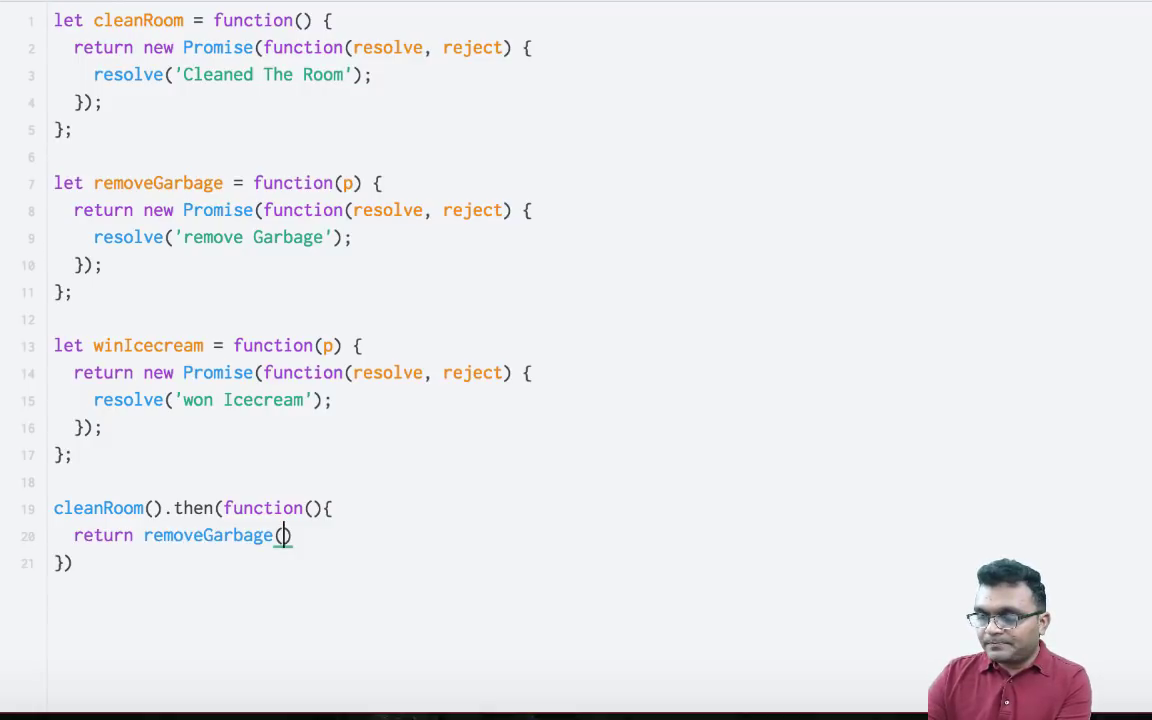 1 let cleanRoom = function() {
2 return new Promise(function(resolve, reject) {
3 resolve('Cleaned The Room');
4 });
5 };
6
7 let removeGarbage = function(p) {
8 return new Promise(function(resolve, reject) {
9 resolve('remove Garbage');
10 });
11 };
12
13 let winIcecream = function(p) {
14 return new Promise(function(resolve, reject) {
15 resolve('won Icecream');
16 });
17 };
18
19 cleanRoom().then(function(){
20 return removeGarbage()
21 })